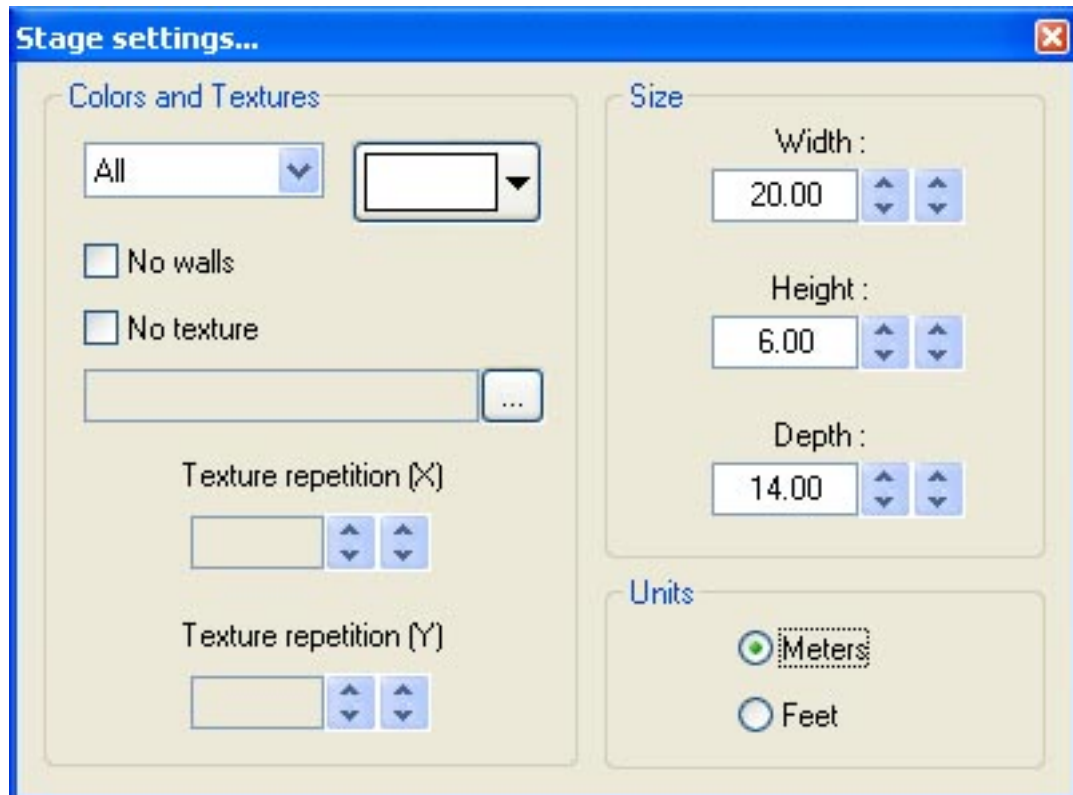 Stage settings...
Colors and Textures
All
No walls
No texture
...
Texture repetition (X)
Texture repetition (Y)
Size
Width :
20.00
Height :
6.00
Depth :
14.00
Units
Meters
Feet